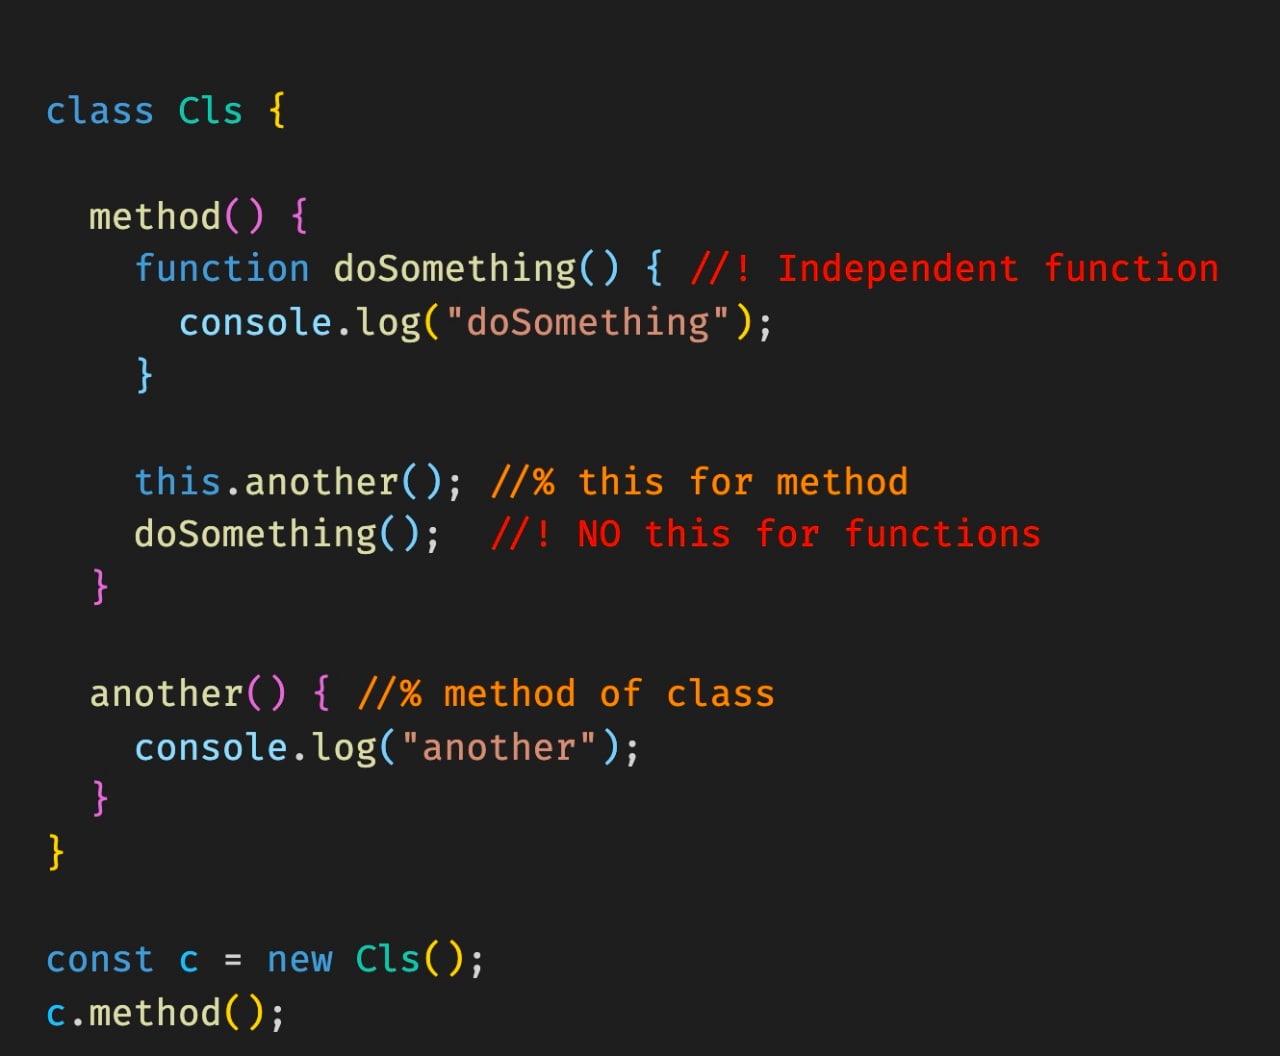 class Cls {
method() {
function doSomething() { //! Independent function
console.log("doSomething");
}
this.another(); //% this for method
doSomething(); //! NO this for functions
}
another() { //% method of class
console.log("another");
}
}
const c = new Cls();
c.method();